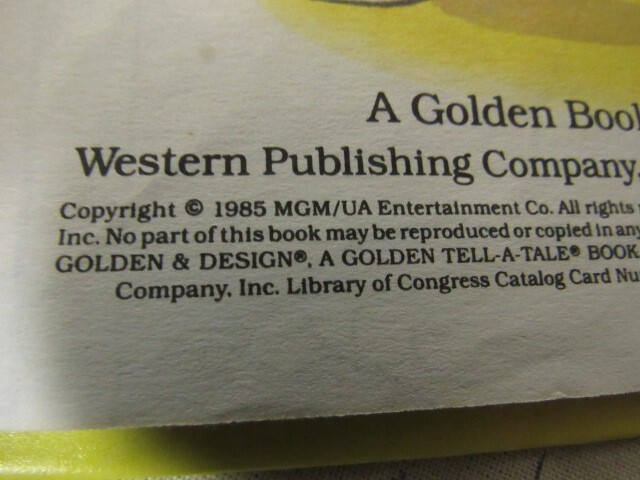 A Golden Book
Western Publishing Company.
Copyright © 1985 MGM/UA Entertainment Co. All rights
Inc. No part of this book may be reproduced or copied in any
GOLDEN & DESIGN®, A GOLDEN TELL-A-TALE® BOOK
Company, Inc. Library of Congress Catalog Card Nu